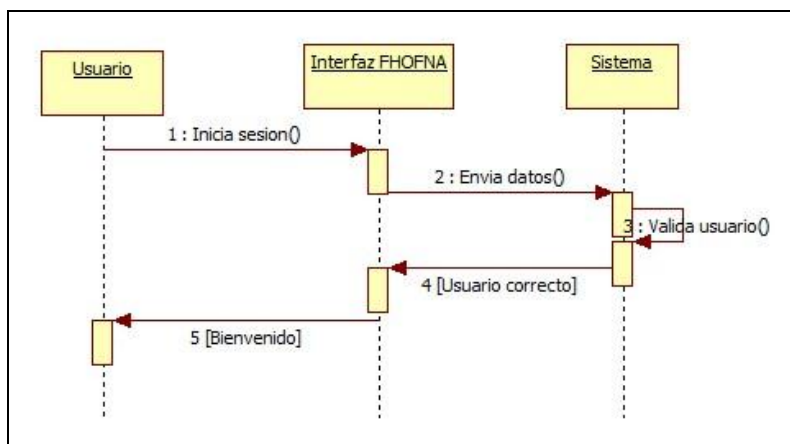 Usuario
Interfaz FHOFNA
Sistema
1 : Inicia sesion()
2 : Envia datos()
3 : Valida usuario()
4 [Usuario correcto]
5 [Bienvenido]